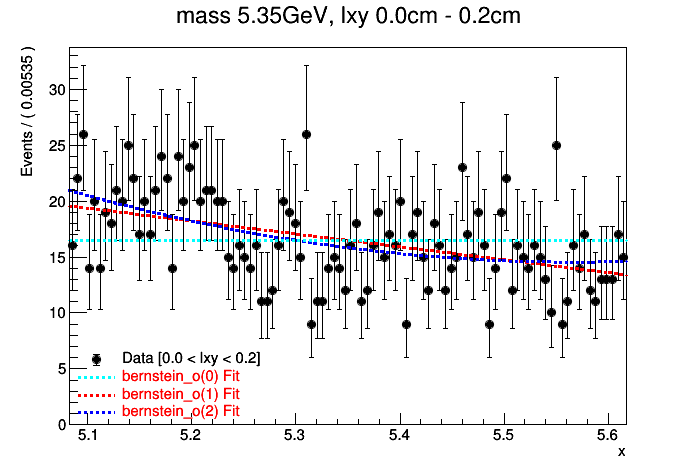 mass 5.35GeV, lxy 0.0cm - 0.2cm
Events / ( 0.00535 )
30
25
20
15
10
5
0
Data [0.0 < lxy < 0.2]
bernstein_o(0) Fit
bernstein_o(1) Fit
bernstein_o(2) Fit
5.1 5.2 5.3 5.4 5.5 5.6
x